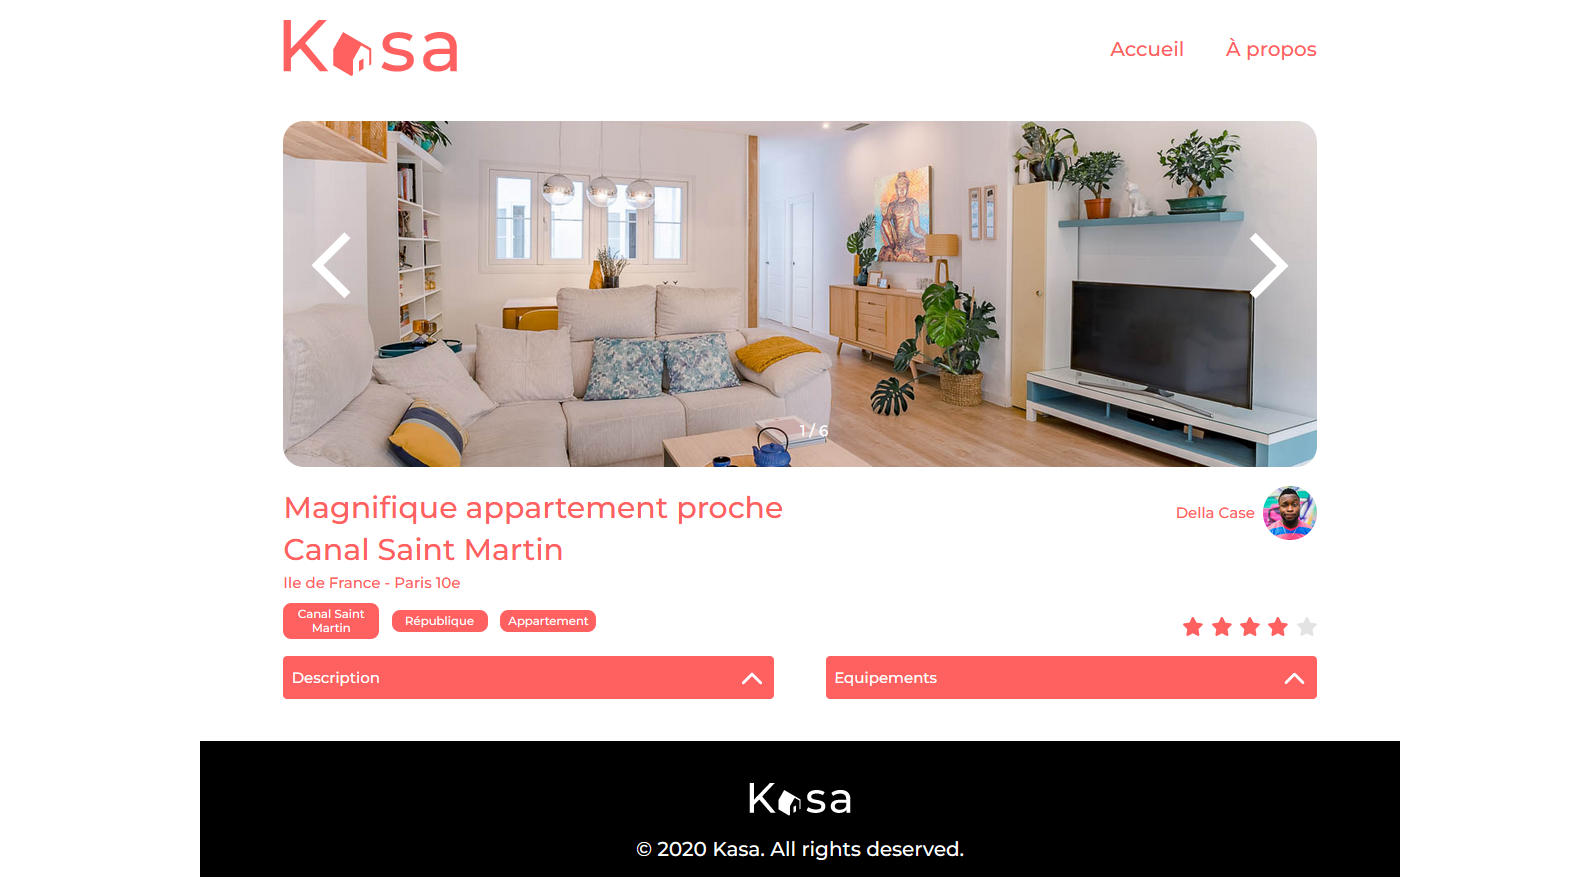 Kasa
Accueil
À propos
1 / 6
Magnifique appartement proche
Canal Saint Martin
Della Case
Ile de France - Paris 10e
Canal Saint
Martin
République
Appartement
Description
Equipements
Kasa
© 2020 Kasa. All rights deserved.